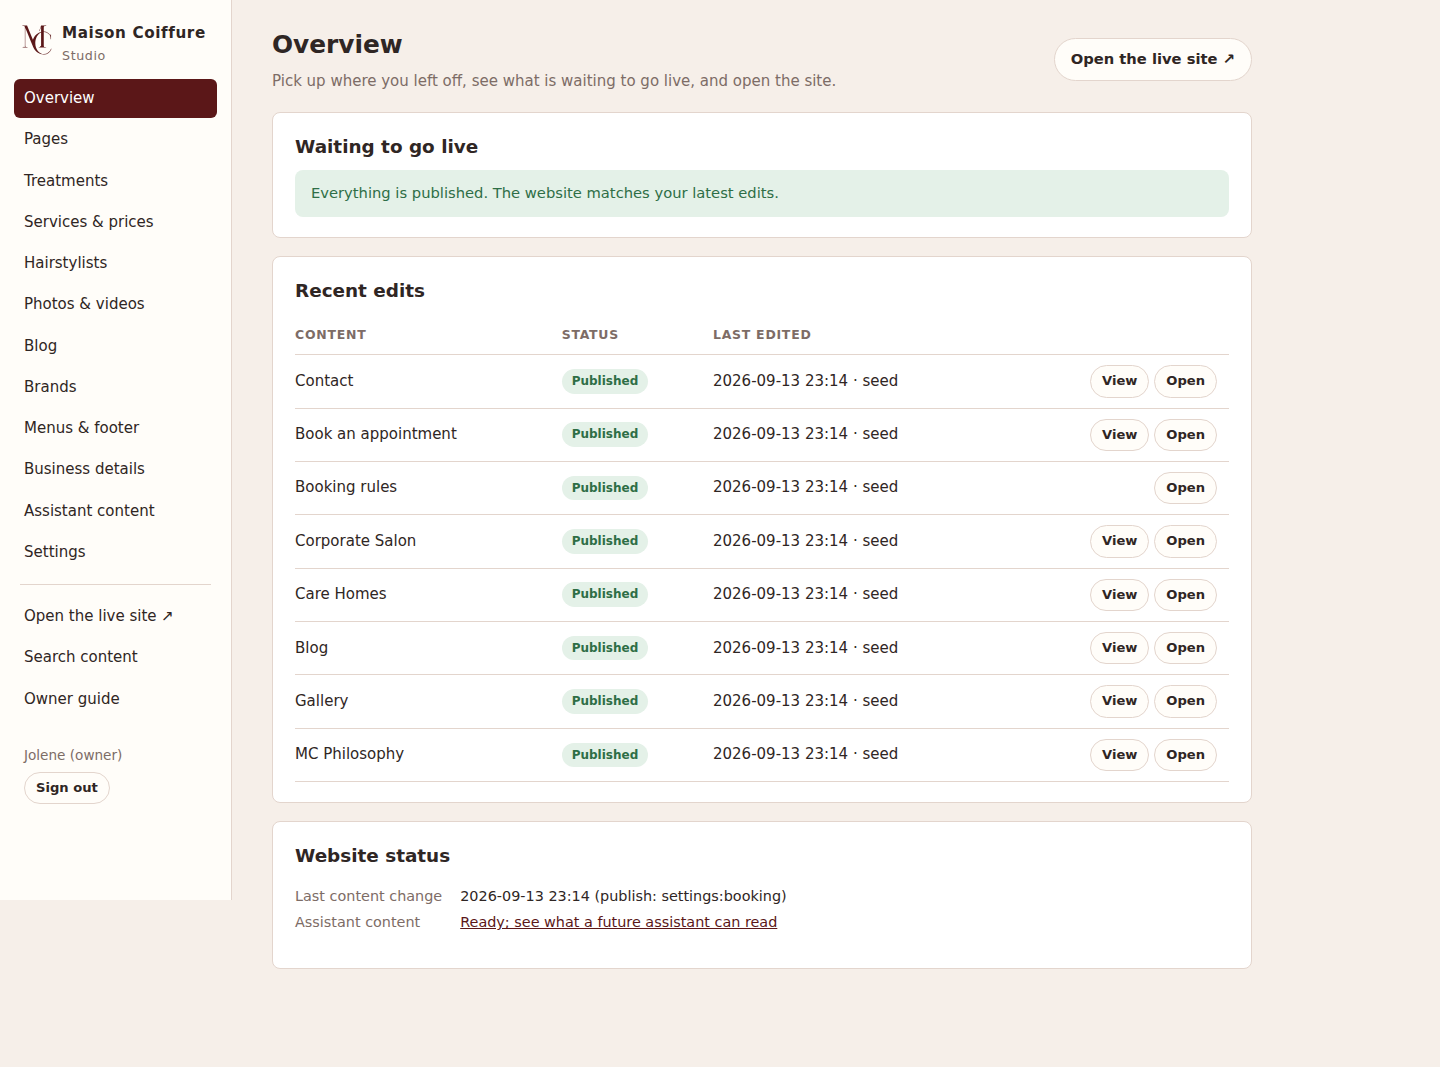 MC
Maison Coiffure
Studio
Overview
Pages
Treatments
Services & prices
Hairstylists
Photos & videos
Blog
Brands
Menus & footer
Business details
Assistant content
Settings
Open the live site ↗
Search content
Owner guide
Jolene (owner)
Sign out
Overview
Pick up where you left off, see what is waiting to go live, and open the site.
Open the live site ↗
Waiting to go live
Everything is published. The website matches your latest edits.
Recent edits
CONTENT STATUS LAST EDITED
Contact Published 2026-09-13 23:14 · seed View Open
Book an appointment Published 2026-09-13 23:14 · seed View Open
Booking rules Published 2026-09-13 23:14 · seed Open
Corporate Salon Published 2026-09-13 23:14 · seed View Open
Care Homes Published 2026-09-13 23:14 · seed View Open
Blog Published 2026-09-13 23:14 · seed View Open
Gallery Published 2026-09-13 23:14 · seed View Open
MC Philosophy Published 2026-09-13 23:14 · seed View Open
Website status
Last content change 2026-09-13 23:14 (publish: settings:booking)
Assistant content Ready; see what a future assistant can read